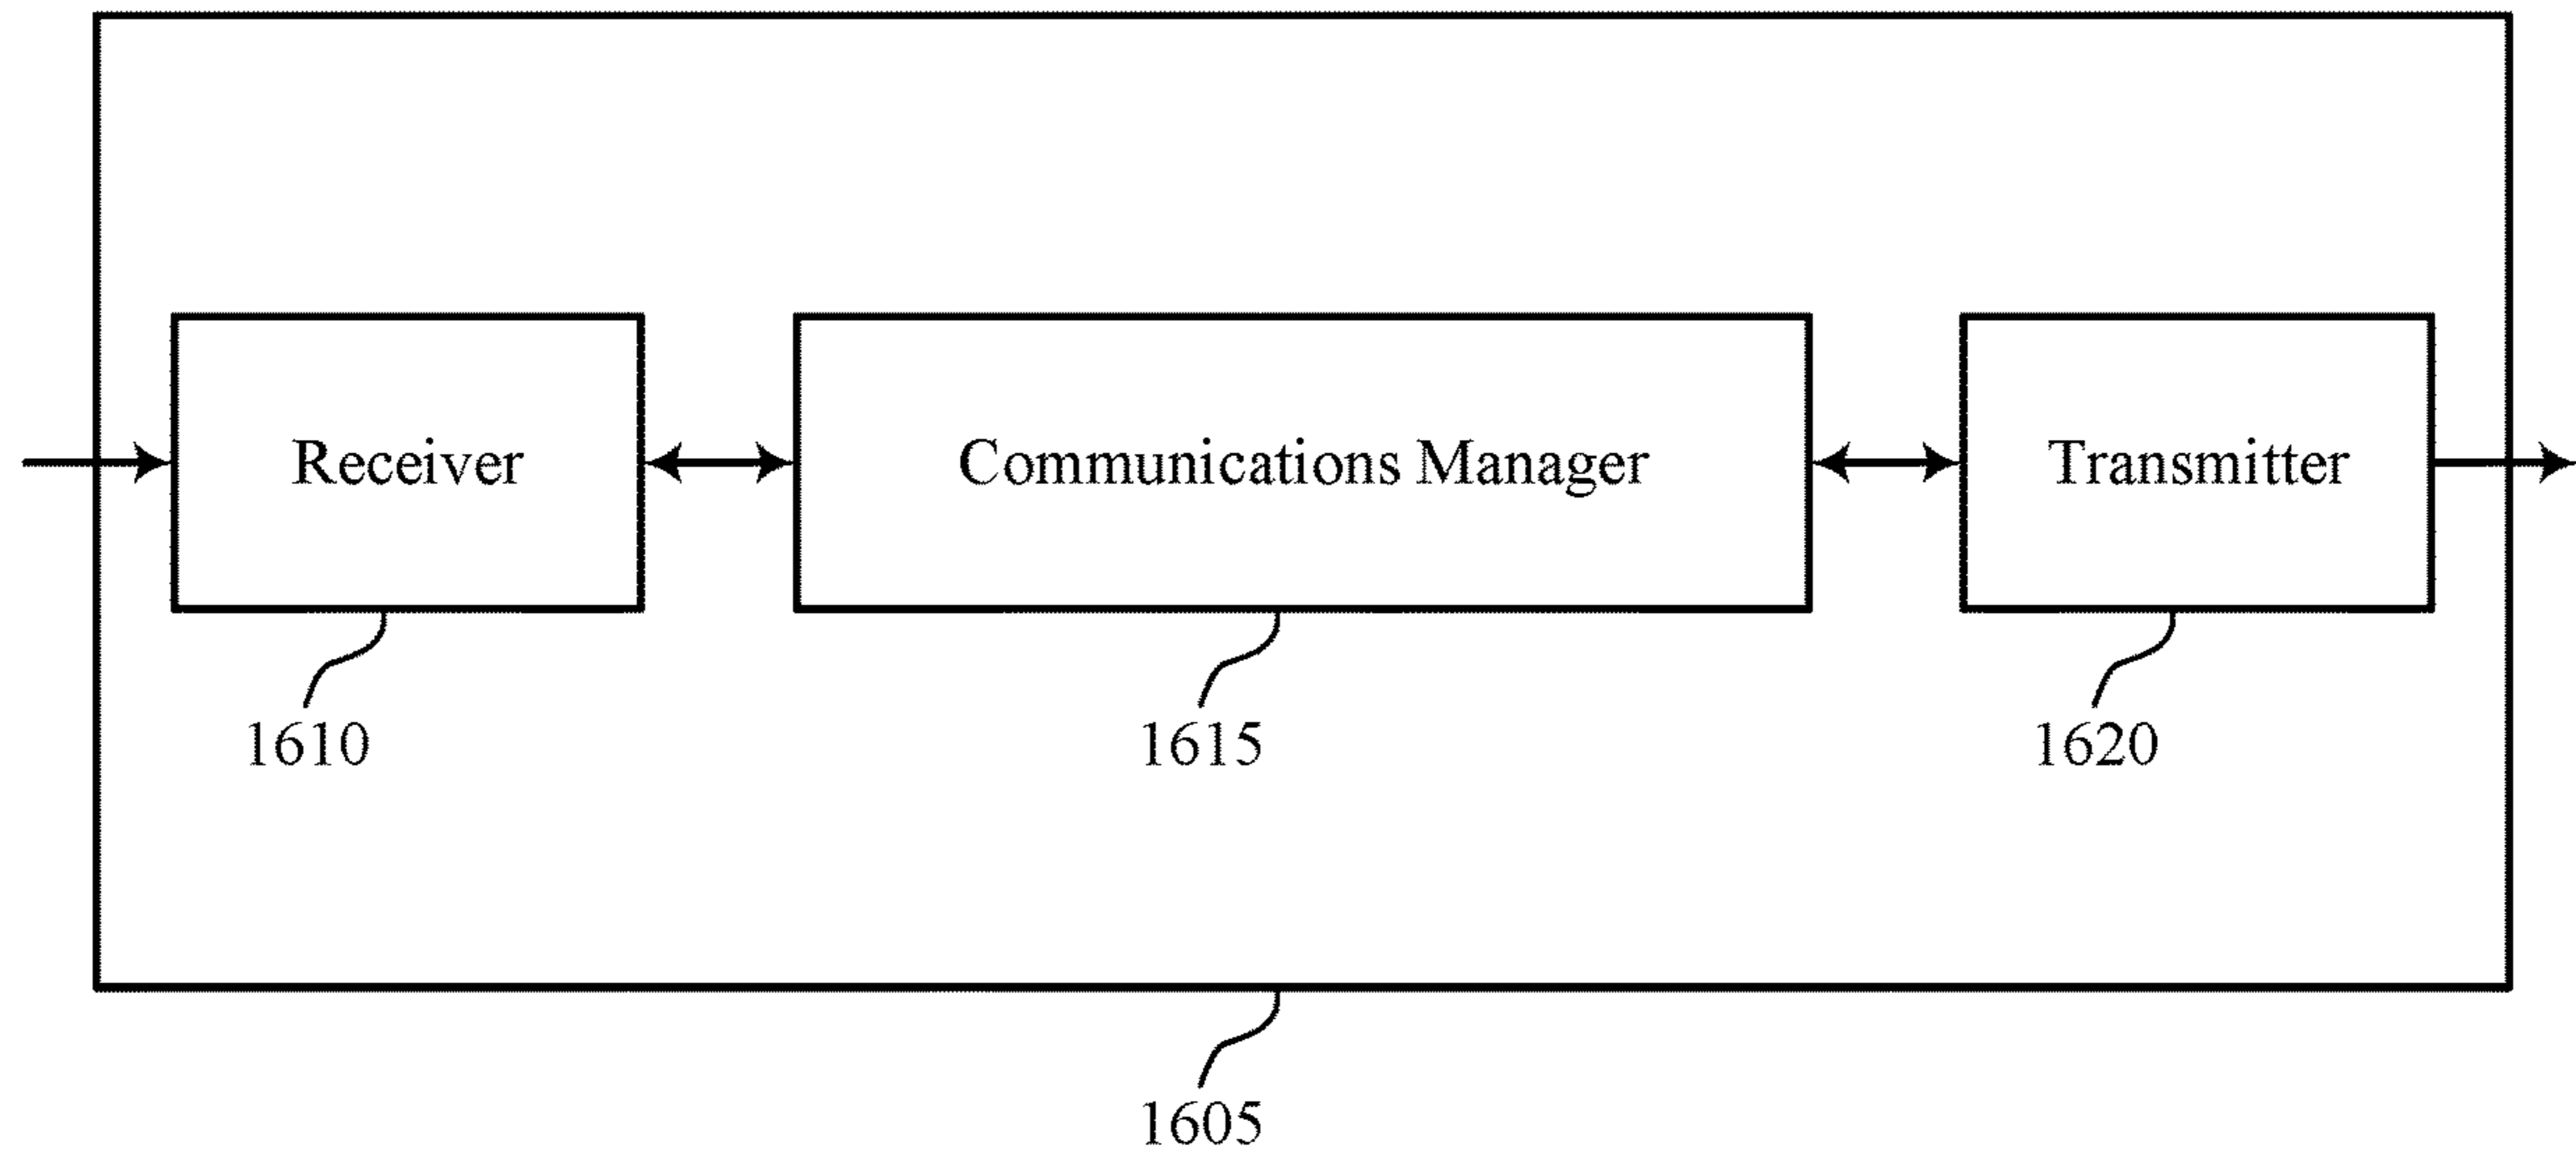 Receiver
Communications Manager
Transmitter
1610
1615
1620
1605